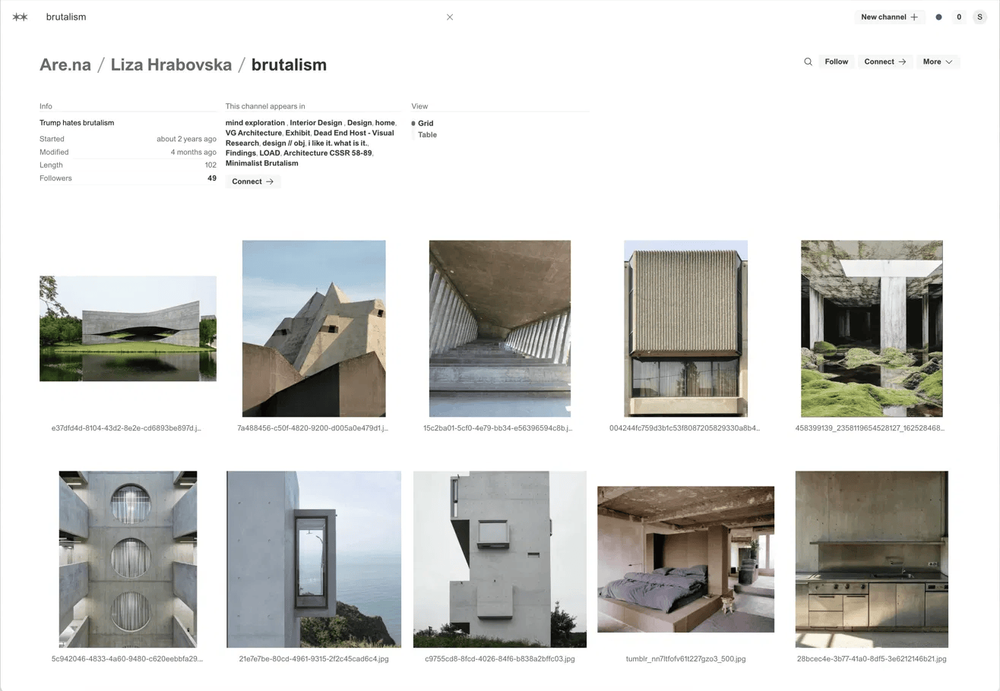 brutalism
New channel +
0
S
Are.na / Liza Hrabovska / brutalism
Follow
Connect →
More
Info
Trump hates brutalism
Started about 2 years ago
Modified 4 months ago
Length 102
Followers 49
This channel appears in
mind exploration , Interior Design , Design, home,
VG Architecture, Exhibit, Dead End Host - Visual
Research, design // obj, i like it. what is it.,
Findings, LOAD, Architecture CSSR 58-89,
Minimalist Brutalism
Connect →
View
Grid
Table
e37dfd4d-8104-43d2-8e2e-cd6893be897d.j...
7a488456-c50f-4820-9200-d005a0e479d1.j...
15c2ba01-5cf0-4e79-bb34-e56396594c8b.j...
004244fc759d3b1c53f8087205829330a8b4...
458399139_2358119654528127_162528468...
5c942046-4833-4a60-9480-c620eebbfa29....
21e7e7be-80cd-4961-9315-2f2c45cad6c4.jpg
c9755cd8-8fcd-4026-84f6-b838a2bffc03.jpg
tumblr_nn7ltfofv61t227gzo3_500.jpg
28bcec4e-3b77-41a0-8df5-3e6212146b21.jpg